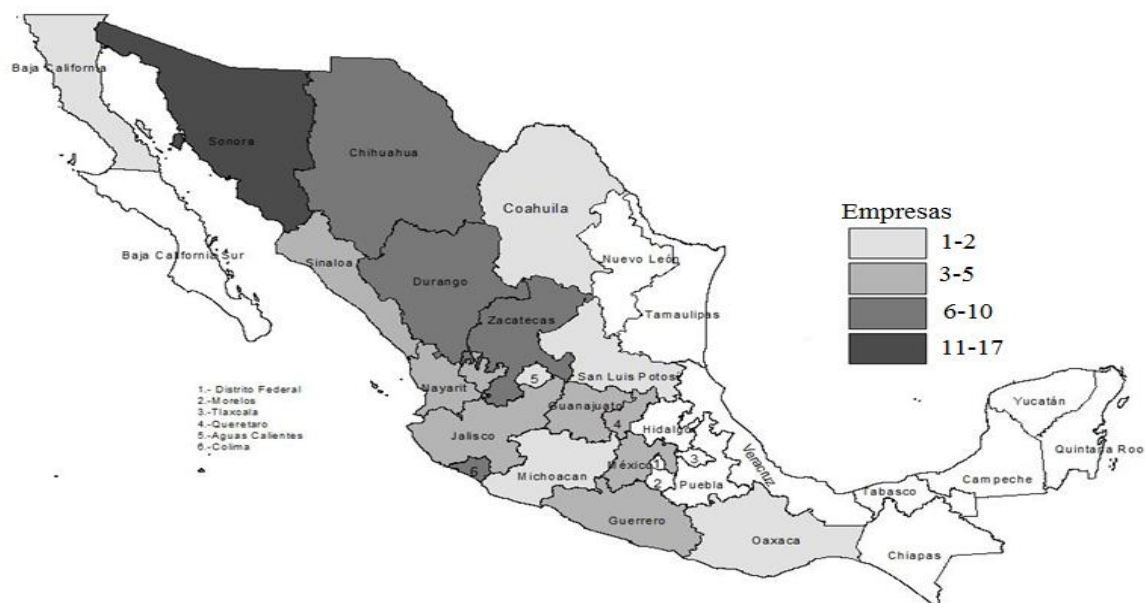 Baja California
Sonora
Chihuahua
Coahuila
Empresas
1-2
3-5
6-10
11-17
Nuevo León
Baja California Sur
Sinaloa
Durango
Tamaulipas
Zacatecas
Nayarit
5
San Luis Potosí
1.- Distrito Federal
2.-Morelos
3.-Tlaxcala
4.-Queretaro
5.-Aguas Calientes
6.-Colima
Guanajuato
4
Hidalgo
Yucatán
Jalisco
Quintana Roo
Veracruz
México
1
3
6
Michoacan
2
Puebla
Campeche
Tabasco
Guerrero
Oaxaca
Chiapas